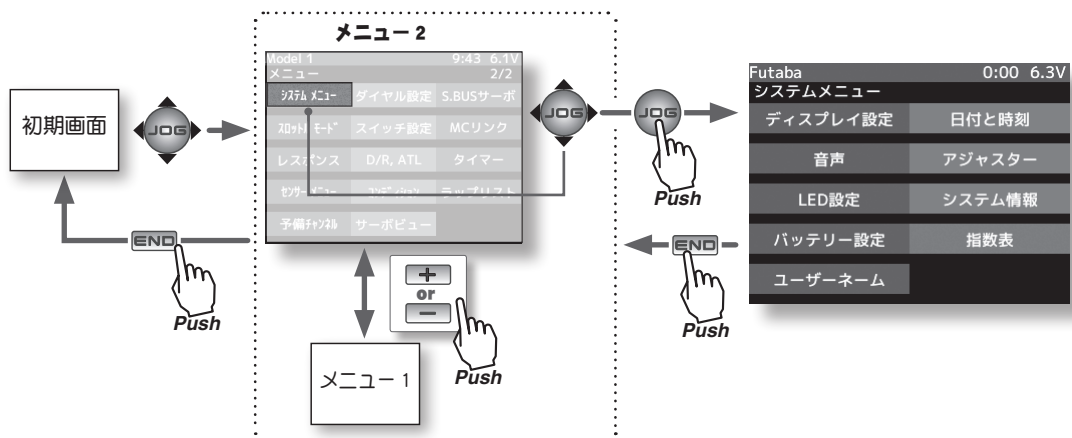 メニュー 2
Model 1 9:43 6.1V
メニュー 2/2
システム メニュー ダイヤル設定 S.BUSサーボ
スロットル モード スイッチ設定 MCリンク
レスポンス D/R, ATL タイマー
センサーメニュー コンディション ラップリスト
予備チャンネル サーボビュー
初期画面
JOG
END
Push
+
or
−
Push
メニュー 1
JOG
JOG
Push
END
Push
Futaba 0:00 6.3V
システムメニュー
ディスプレイ設定 日付と時刻
音声 アジャスター
LED設定 システム情報
バッテリー設定 指数表
ユーザーネーム